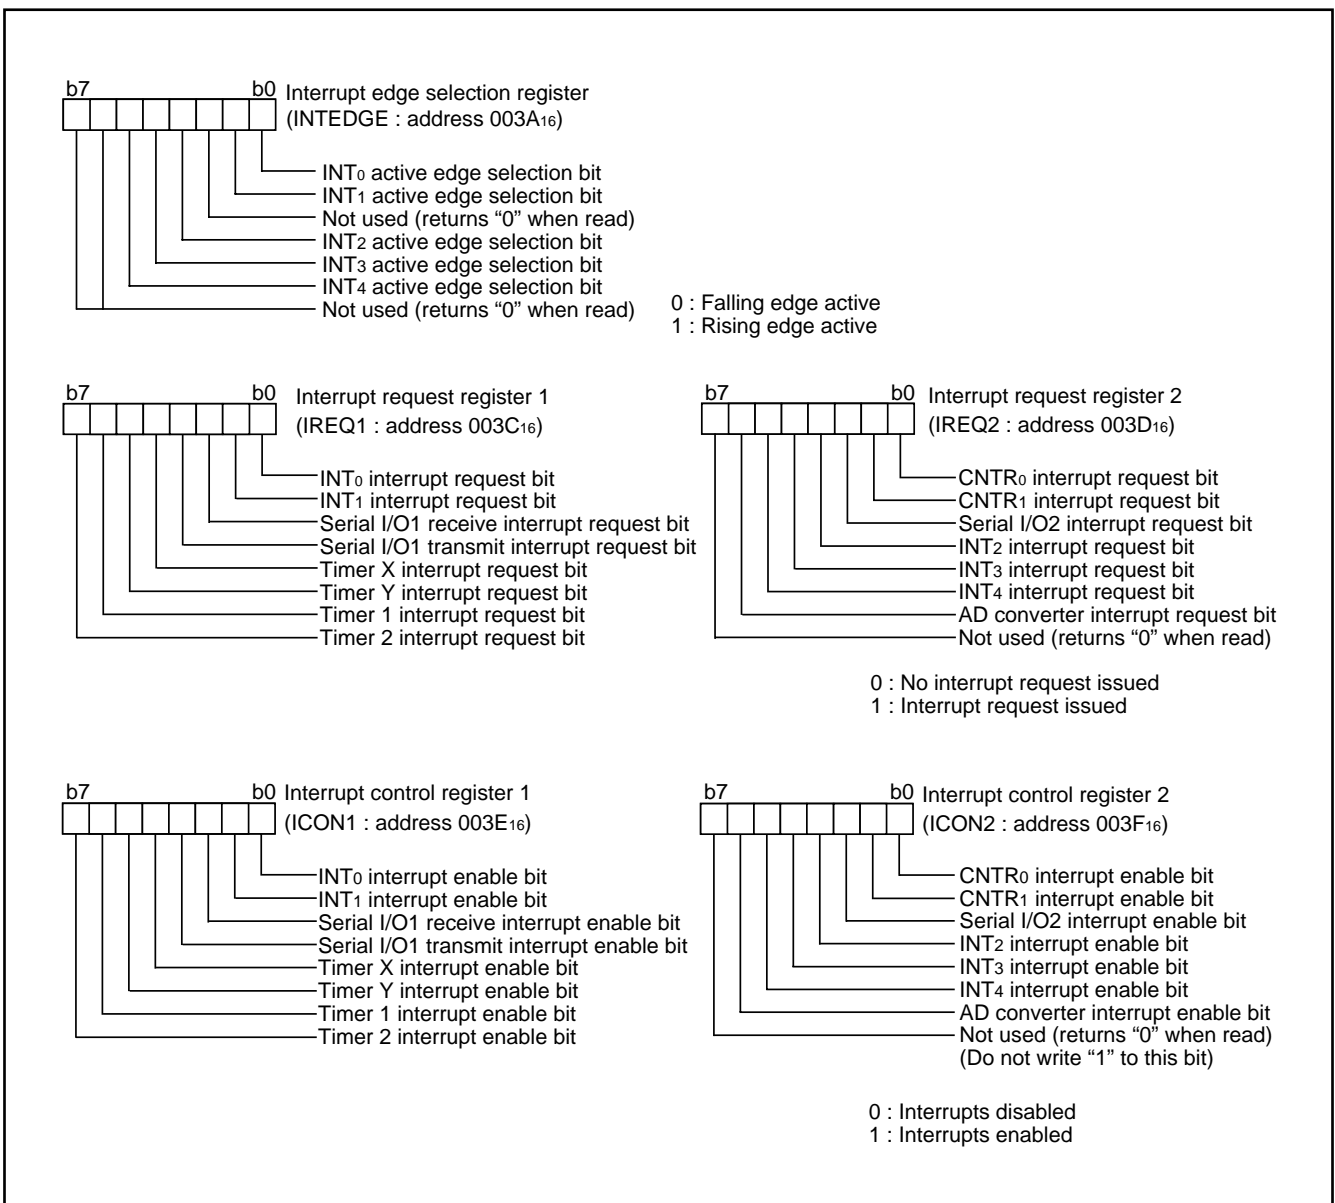 b7 b0 Interrupt edge selection register
(INTEDGE : address 003A16)
INT0 active edge selection bit
INT1 active edge selection bit
Not used (returns “0” when read)
INT2 active edge selection bit
INT3 active edge selection bit
INT4 active edge selection bit
Not used (returns “0” when read)
0 : Falling edge active
1 : Rising edge active
b7 b0 Interrupt request register 1
(IREQ1 : address 003C16)
INT0 interrupt request bit
INT1 interrupt request bit
Serial I/O1 receive interrupt request bit
Serial I/O1 transmit interrupt request bit
Timer X interrupt request bit
Timer Y interrupt request bit
Timer 1 interrupt request bit
Timer 2 interrupt request bit
b7 b0 Interrupt request register 2
(IREQ2 : address 003D16)
CNTR0 interrupt request bit
CNTR1 interrupt request bit
Serial I/O2 interrupt request bit
INT2 interrupt request bit
INT3 interrupt request bit
INT4 interrupt request bit
AD converter interrupt request bit
Not used (returns “0” when read)
0 : No interrupt request issued
1 : Interrupt request issued
b7 b0 Interrupt control register 1
(ICON1 : address 003E16)
INT0 interrupt enable bit
INT1 interrupt enable bit
Serial I/O1 receive interrupt enable bit
Serial I/O1 transmit interrupt enable bit
Timer X interrupt enable bit
Timer Y interrupt enable bit
Timer 1 interrupt enable bit
Timer 2 interrupt enable bit
b7 b0 Interrupt control register 2
(ICON2 : address 003F16)
CNTR0 interrupt enable bit
CNTR1 interrupt enable bit
Serial I/O2 interrupt enable bit
INT2 interrupt enable bit
INT3 interrupt enable bit
INT4 interrupt enable bit
AD converter interrupt enable bit
Not used (returns “0” when read)
(Do not write “1” to this bit)
0 : Interrupts disabled
1 : Interrupts enabled